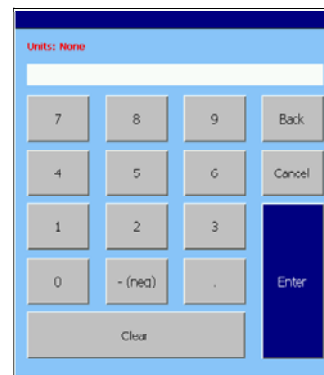 Units: None
7 8 9 Back
4 5 6 Cancel
1 2 3
0 - (neg) . Enter
Clear